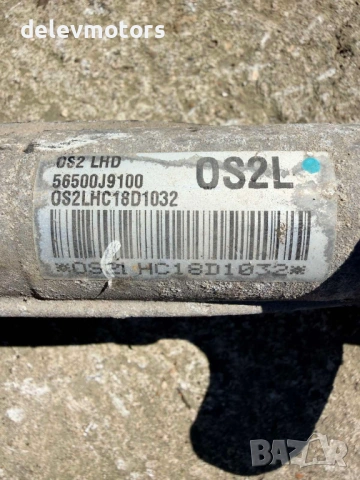 delevmotors
OS2 LHD
56500J9100
OS2LHC18D1032
OS2L
*OS2LHC18D1032*
BAZAR